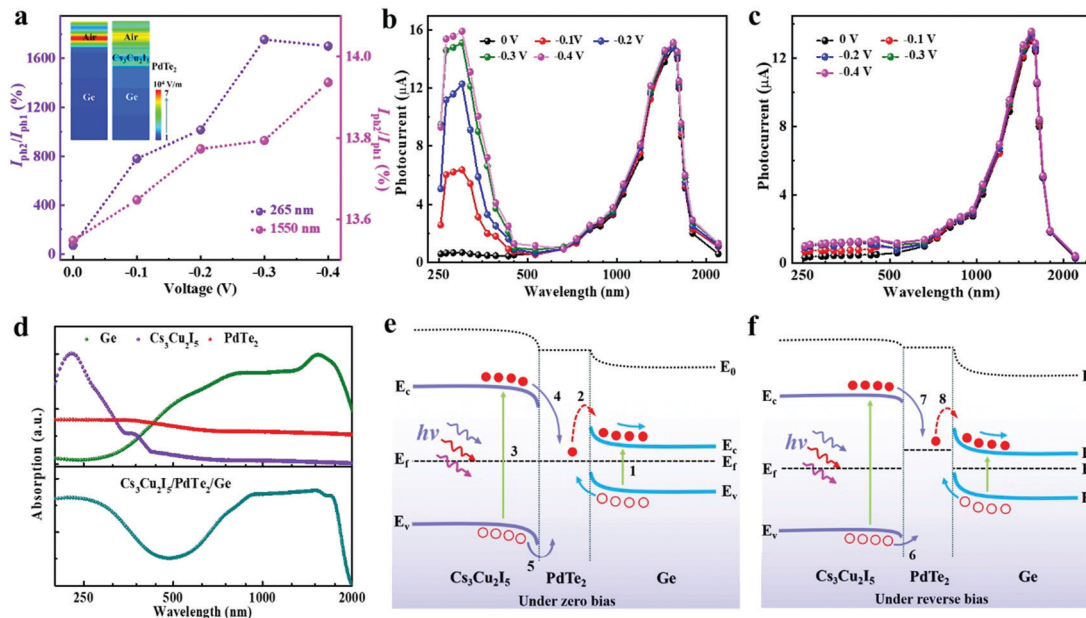 a
1600
1200
800
400
0
I_ph2/I_ph1
(%)
14.0
13.8
13.6
I_ph2/I_ph1
(%)
Air
Air
Cs3Cu2I5
PdTe2
10⁴ V/m
7
1
Ge
Ge
265 nm
1550 nm
0.0
-0.1
-0.2
-0.3
-0.4
Voltage (V)
b
16
12
8
4
0
Photocurrent (μA)
0 V
-0.1V
-0.2 V
-0.3 V
-0.4 V
250
500
1000
2000
Wavelength (nm)
c
16
12
8
4
0
Photocurrent (μA)
0 V
-0.1 V
-0.2 V
-0.3 V
-0.4 V
250
500
1000
2000
Wavelength (nm)
d
Ge
Cs3Cu2I5
PdTe2
Absorption (a.u.)
Cs3Cu2I5/PdTe2/Ge
250
500
1000
2000
Wavelength (nm)
e
E0
Ec
4
2
hv
3
Ec
Ef
Ef
1
Ev
Ev
5
Cs3Cu2I5
PdTe2
Ge
Under zero bias
f
Ec
7
8
hv
Ef
Ev
6
Cs3Cu2I5
PdTe2
Ge
Under reverse bias